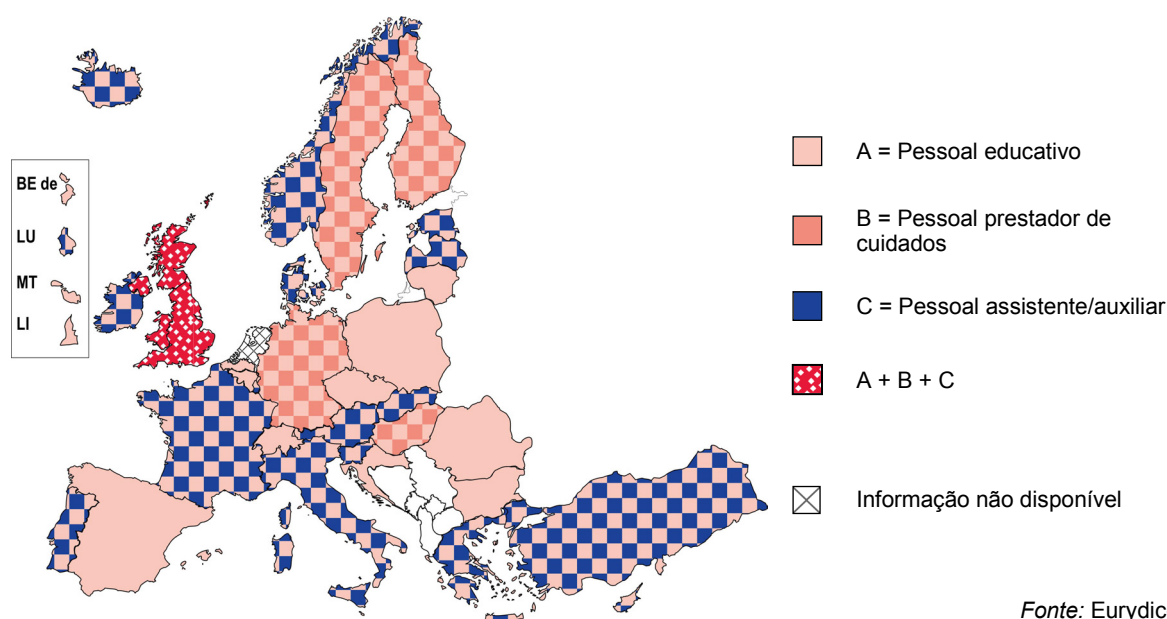 BE de
LU
MT
LI
A = Pessoal educativo
B = Pessoal prestador de
cuidados
C = Pessoal assistente/auxiliar
A + B + C
Informação não disponível
Fonte: Eurydic